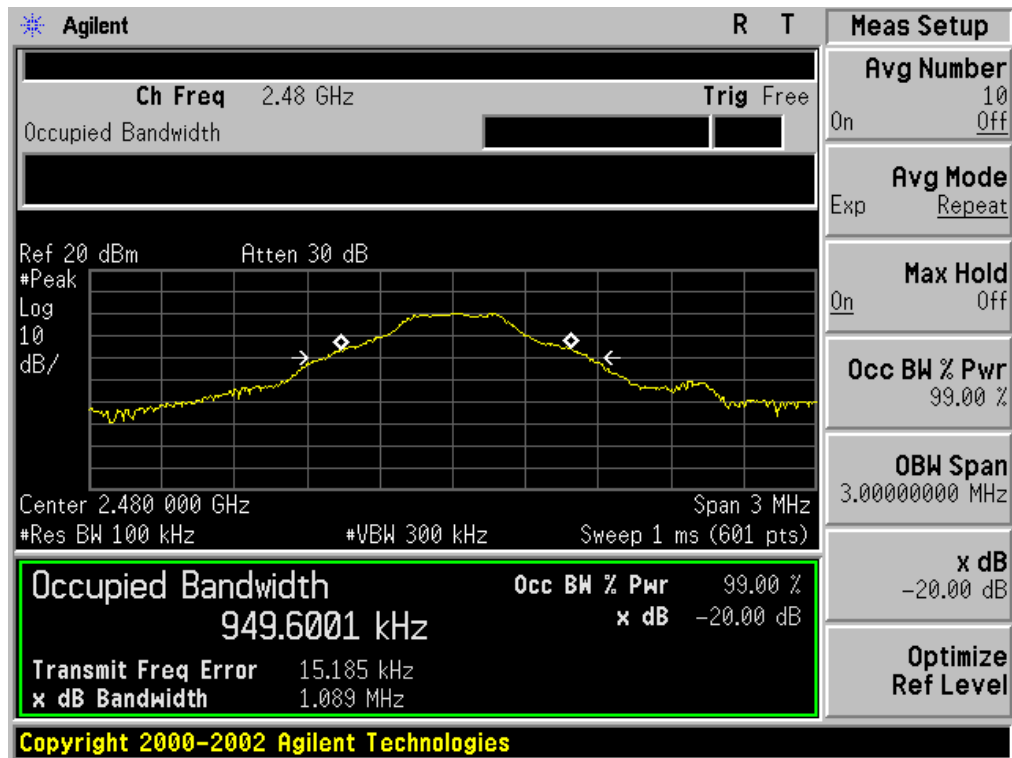 Agilent R T
Ch Freq 2.48 GHz Trig Free
Occupied Bandwidth
Ref 20 dBm Atten 30 dB
#Peak
Log
10
dB/
Center 2.480 000 GHz Span 3 MHz
#Res BW 100 kHz #VBW 300 kHz Sweep 1 ms (601 pts)
Occupied Bandwidth
949.6001 kHz
Occ BW % Pwr 99.00 %
x dB -20.00 dB
Transmit Freq Error 15.185 kHz
x dB Bandwidth 1.089 MHz
Copyright 2000-2002 Agilent Technologies
Meas Setup
Avg Number
10
On Off
Avg Mode
Exp Repeat
Max Hold
On Off
Occ BW % Pwr
99.00 %
OBW Span
3.00000000 MHz
x dB
-20.00 dB
Optimize
Ref Level